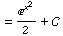 = e^{x^2}/2 + C